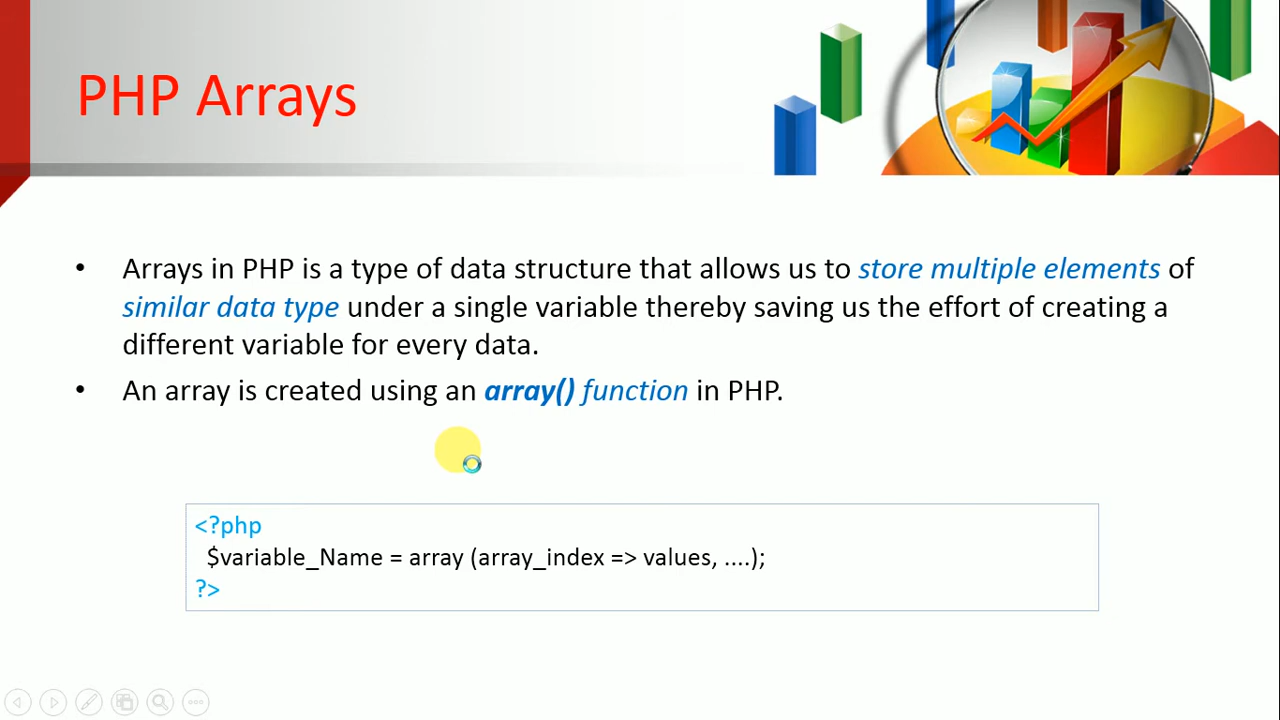 PHP Arrays
• Arrays in PHP is a type of data structure that allows us to store multiple elements of
similar data type under a single variable thereby saving us the effort of creating a
different variable for every data.
• An array is created using an array() function in PHP.
<?php
$variable_Name = array (array_index => values, ....);
?>